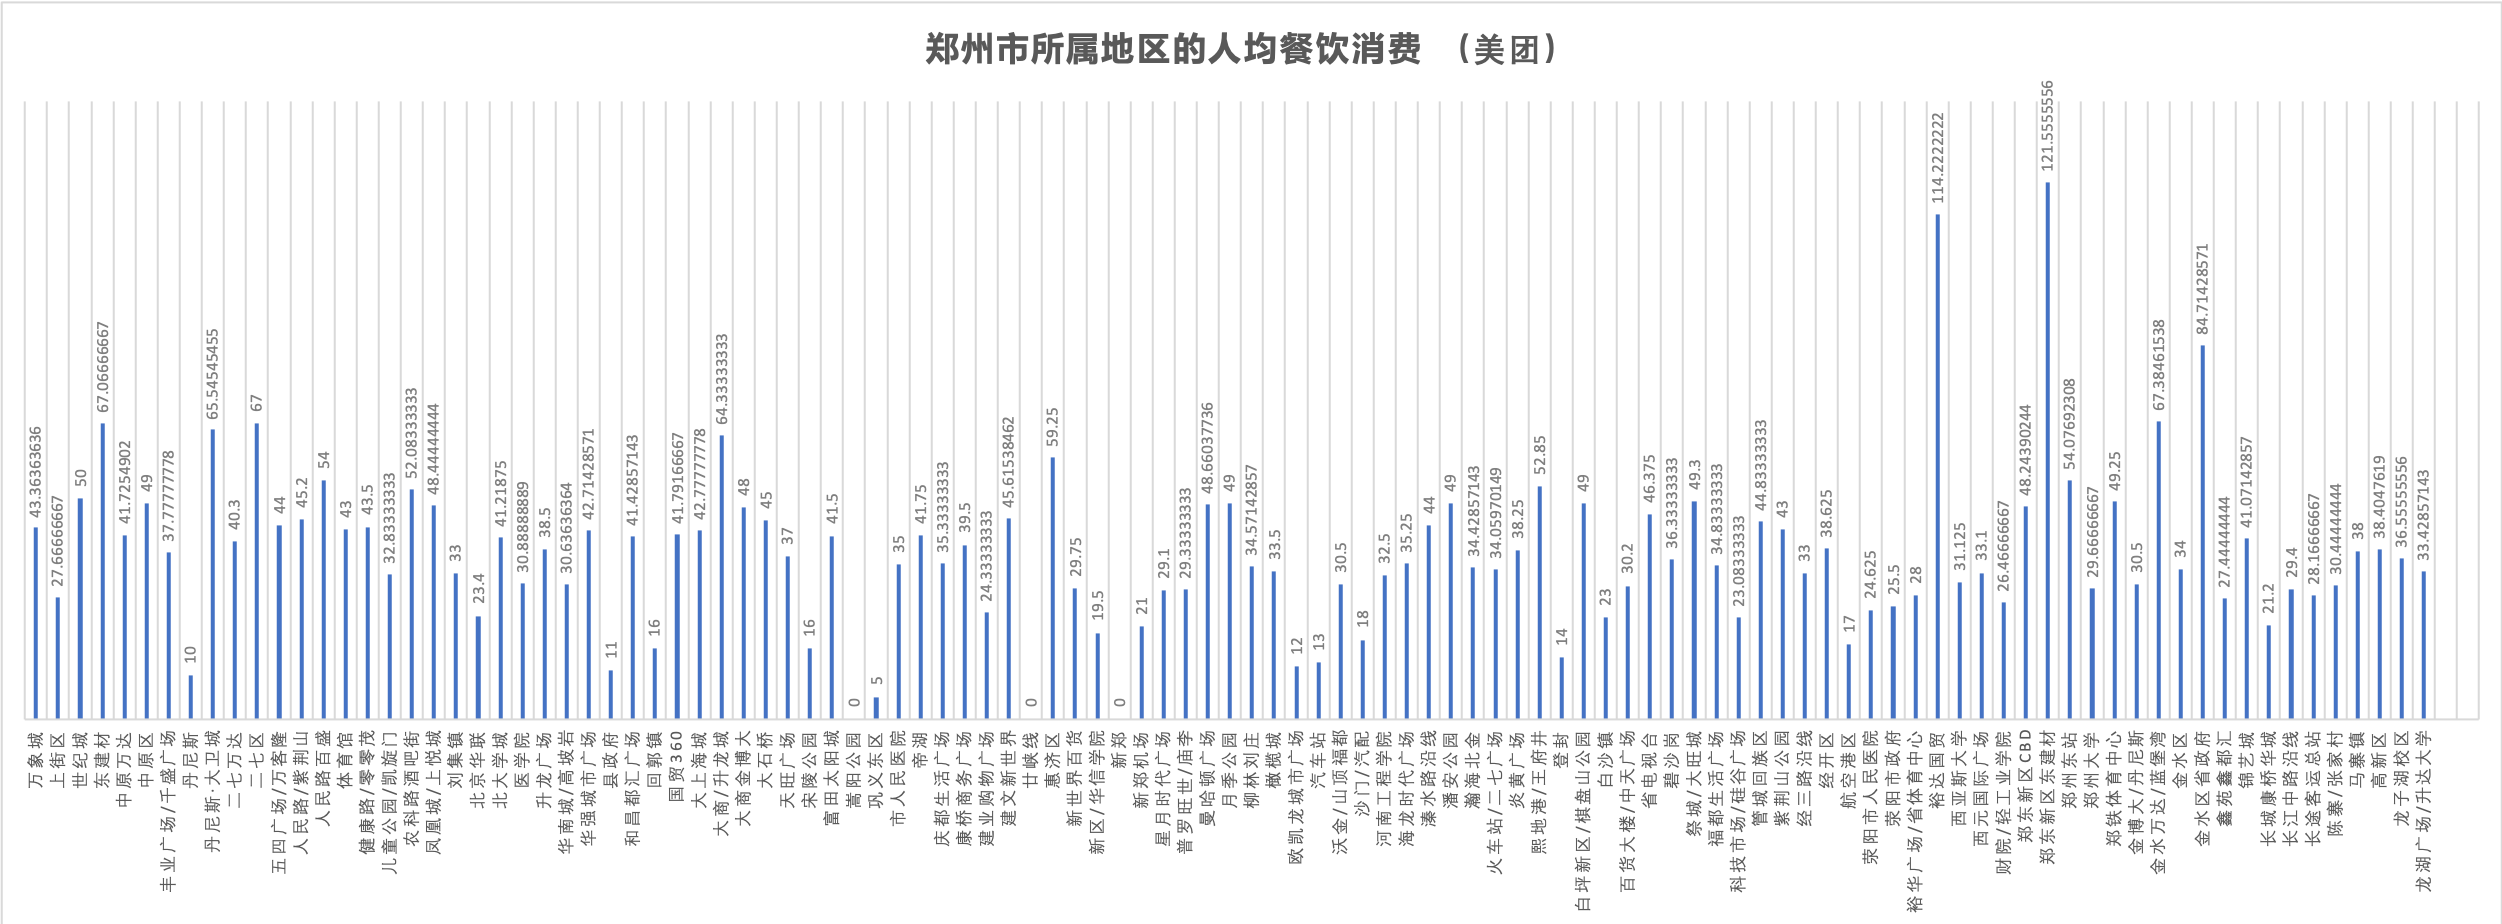 郑州市所属地区的人均餐饮消费 (美团)
43.36363636
27.66666667
50
67.06666667
41.7254902
49
37.77777778
10
65.54545455
40.3
67
44
45.2
54
43
43.5
32.83333333
52.08333333
48.44444444
33
23.4
41.21875
30.88888889
38.5
30.63636364
42.71428571
11
41.42857143
16
41.79166667
42.77777778
64.33333333
48
45
37
16
41.5
0
5
35
41.75
35.33333333
39.5
24.33333333
45.61538462
0
59.25
29.75
19.5
0
21
29.1
29.33333333
48.66037736
49
34.57142857
33.5
12
13
30.5
18
32.5
35.25
44
49
34.42857143
34.05970149
38.25
52.85
14
49
23
30.2
46.375
36.33333333
49.3
34.83333333
23.08333333
44.83333333
43
33
38.625
17
24.625
25.5
28
114.2222222
31.125
33.1
26.46666667
48.24390244
121.5555556
54.07692308
29.66666667
49.25
30.5
67.38461538
34
84.71428571
27.44444444
41.07142857
21.2
29.4
28.16666667
30.44444444
38
38.4047619
36.55555556
33.42857143
万象城
上街区
世纪城
东建材
中原万达
中原区
丰业广场/千盛广场
丹尼斯
丹尼斯·大卫城
二七万达
二七区
五四广场/万客隆
人民路/紫荆山
人民路百盛
体育馆
健康路/零零茂
儿童公园/凯旋门
农科路酒吧街
凤凰城/上悦城
刘集镇
北京华联
北大学城
医学院
升龙广场
华南城/高坡岩
华强城市广场
县政府
和昌都汇广场
回郭镇
国贸360
大上海城
大商/升龙城
大商金博大
大石桥
天旺广场
宋陵公园
富田太阳城
嵩阳公园
巩义东区
市人民医院
帝湖
庆都生活广场
康桥商务广场
建业购物广场
建文新世界
廿峡线
惠济区
新世界百货
新区/华信学院
新郑
新郑机场
星月时代广场
普罗旺世/庙李
曼哈顿广场
月季公园
柳林刘庄
橄榄城
欧凯龙城市广场
汽车站
沃金/山顶福都
沙门/汽配
河南工程学院
海龙时代广场
溱水路沿线
潘安公园
瀚海北金
火车站/二七广场
炎黄广场
熙地港/王府井
登封
白坪新区/棋盘山公园
白沙镇
百货大楼/中天广场
省电视台
碧沙岗
祭城/大旺城
福都生活广场
科技市场/硅谷广场
管城回族区
紫荆山公园
经三路沿线
经开区
航空港区
荥阳市人民医院
荥阳市政府
裕华广场/省体育中心
裕达国贸
西亚斯大学
西元国际广场
财院/轻工业学院
郑东新区CBD
郑东新区东建材
郑州东站
郑州大学
郑铁体育中心
金博大/丹尼斯
金水万达/蓝堡湾
金水区
金水区省政府
鑫苑鑫都汇
锦艺城
长城康桥华城
长江中路沿线
长途客运总站
陈寨/张家村
马寨镇
高新区
龙子湖校区
龙湖广场/升达大学